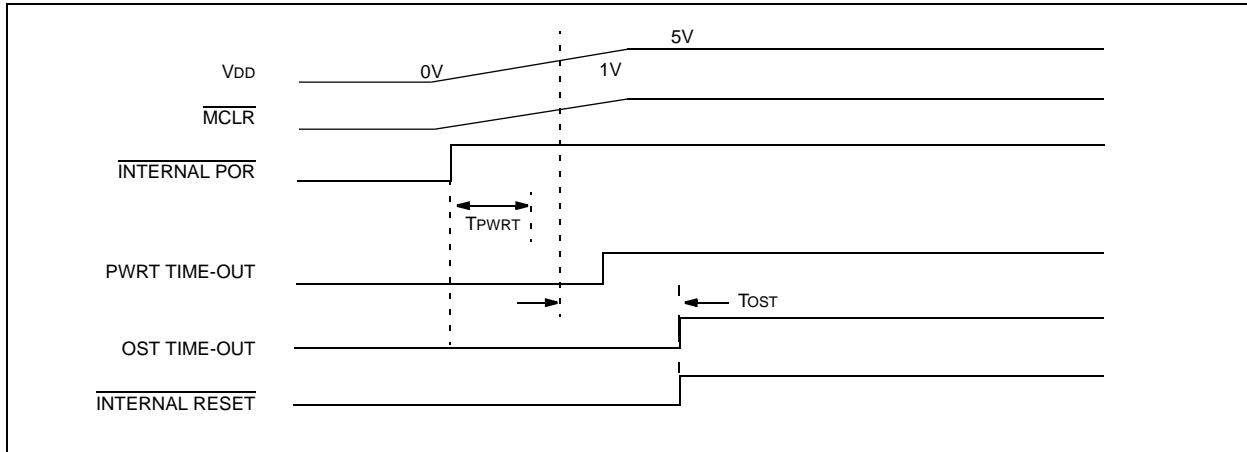 5V
VDD 0V 1V
MCLR
INTERNAL POR
TPWRT
PWRT TIME-OUT
TOST
OST TIME-OUT
INTERNAL RESET